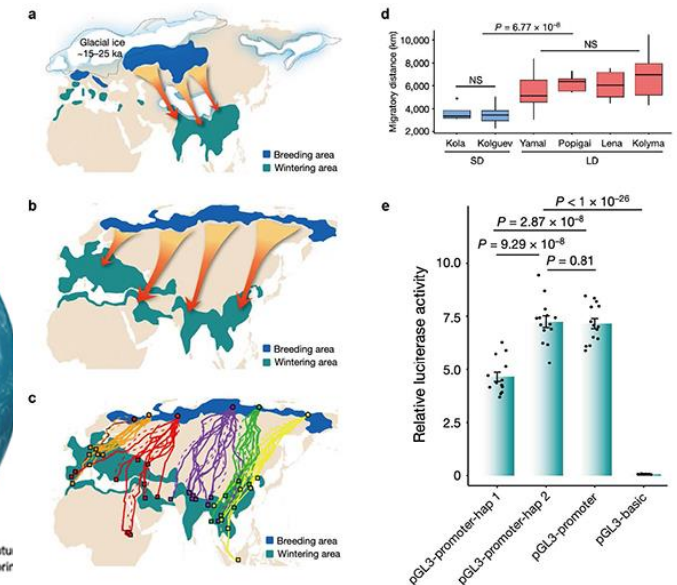 a
Glacial ice
~15–25 ka
Breeding area
Wintering area
b
Breeding area
Wintering area
c
Breeding area
Wintering area
d
P = 6.77 × 10⁻⁸
NS
NS
Migratory distance (km)
10,000
8,000
6,000
4,000
2,000
Kola
Kolguev
Yamal
Popigai
Lena
Kolyma
SD
LD
e
P < 1 × 10⁻²⁶
P = 2.87 × 10⁻⁸
P = 9.29 × 10⁻⁸
P = 0.81
Relative lucirerase activity
10.0
7.5
5.0
2.5
0
pGL3-promoter-hap 1
pGL3-promoter-hap 2
pGL3-promoter
pGL3-basic